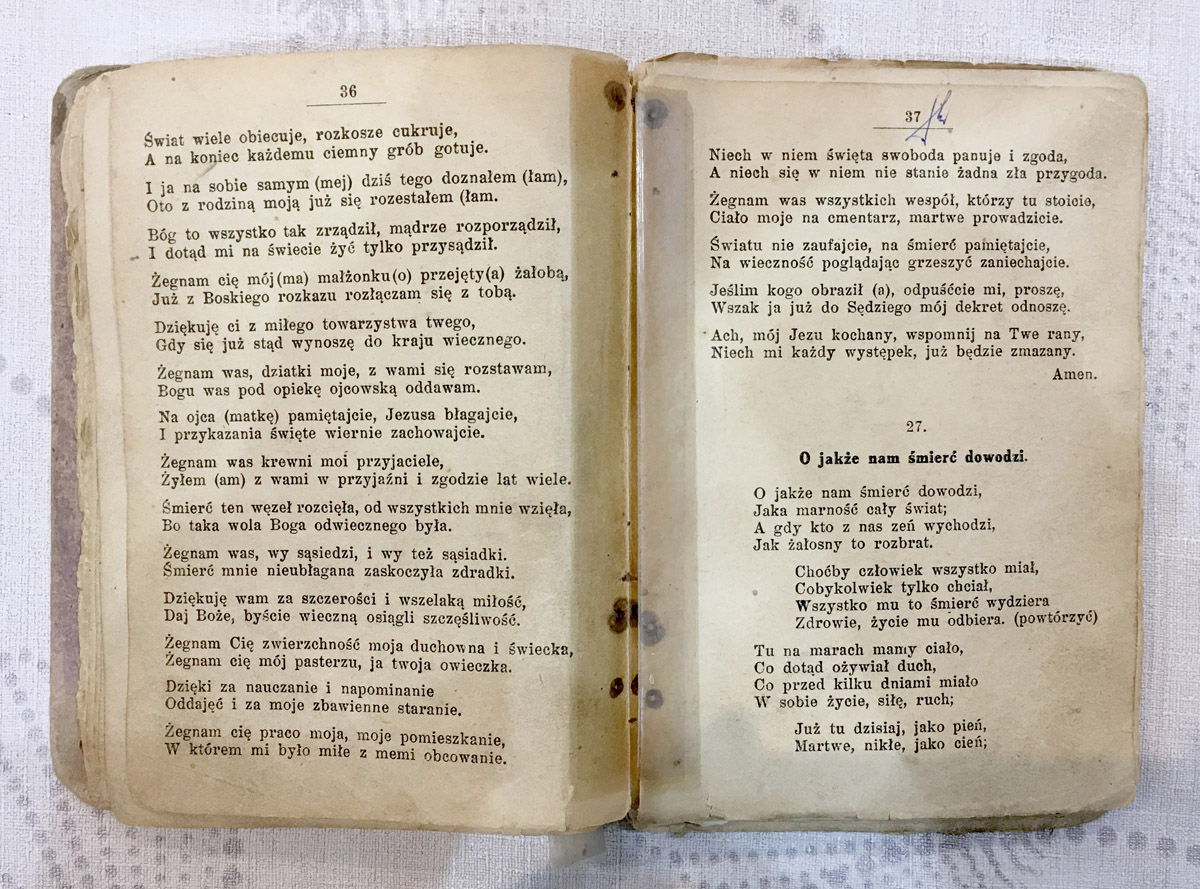 36
Świat wiele obiecuje, rozkosze cukruje,
A na koniec każdemu ciemny grób gotuje.
I ja na sobie samym (mej) dziś tego doznałem (łam),
Oto z rodziną moją już się rozestałem (łam.
Bóg to wszystko tak zrządził, mądrze rozporządził,
I dotąd mi na świecie żyć tylko przysądził.
Żegnam cię mój(ma) małżonku(o) przejęty(a) żałobą,
Już z Boskiego rozkazu rozłączam się z tobą.
Dziękuję ci z miłego towarzystwa twego,
Gdy się już stąd wynoszę do kraju wiecznego.
Żegnam was, dziatki moje, z wami się rozstawam,
Bogu was pod opiekę ojcowską oddawam.
Na ojca (matkę) pamiętajcie, Jezusa błagajcie,
I przykazania święte wiernie zachowajcie.
Żegnam was krewni moi przyjaciele,
Żyłem (am) z wami w przyjaźni i zgodzie lat wiele.
Śmierć ten węzeł rozcięła, od wszystkich mnie wzięła,
Bo taka wola Boga odwiecznego była.
Żegnam was, wy sąsiedzi, i wy też sąsiadki.
Śmierć mnie nieubłagana zaskoczyła zdradki.
Dziękuję wam za szczerości i wszelaką miłość,
Daj Boże, byście wieczną osiągli szczęśliwość.
Żegnam Cię zwierzchność moja duchowna i świecka,
Żegnam cię mój pasterzu, ja twoja owieczka.
Dzięki za nauczanie i napominanie
Oddajęć i za moje zbawienne staranie.
Żegnam cię praco moja, moje pomieszkanie,
W którem mi było miłe z memi obcowanie.
37
Niech w niem święta swoboda panuje i zgoda,
A niech się w niem nie stanie żadna zła przygoda.
Żegnam was wszystkich wespół, którzy tu stoicie,
Ciało moje na cmentarz, martwe prowadzicie.
Światu nie zaufajcie, na śmierć pamiętajcie,
Na wieczność poglądając grzeszyć zaniechajcie.
Jeślim kogo obraził (a), odpuśćcie mi, proszę,
Wszak ja już do Sędziego mój dekret odnoszę.
Ach, mój Jezu kochany, wspomnij na Twe rany,
Niech mi każdy występek, już będzie zmazany.
Amen.
27.
O jakże nam śmierć dowodzi.
O jakże nam śmierć dowodzi,
Jaka marność cały świat;
A gdy kto z nas zeń wychodzi,
Jak żałosny to rozbrat.
Choćby człowiek wszystko miał,
Cobykolwiek tylko chciał,
Wszystko mu to śmierć wydziera
Zdrowie, życie mu odbiera. (powtórzyć)
Tu na marach mamy ciało,
Co dotąd ożywiał duch,
Co przed kilku dniami miało
W sobie życie, siłę, ruch;
Już tu dzisiaj, jako pień,
Martwe, nikłe, jako cień;